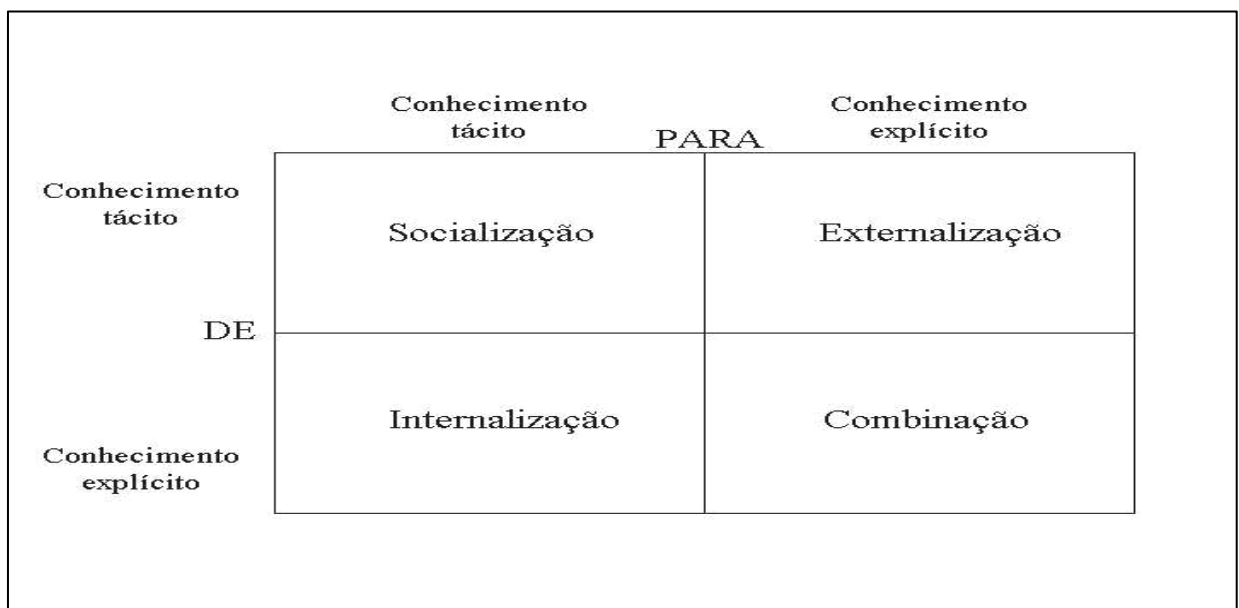 Conhecimento
tácito
PARA
Conhecimento
explícito
Conhecimento
tácito
Socialização
Externalização
DE
Internalização
Combinação
Conhecimento
explícito